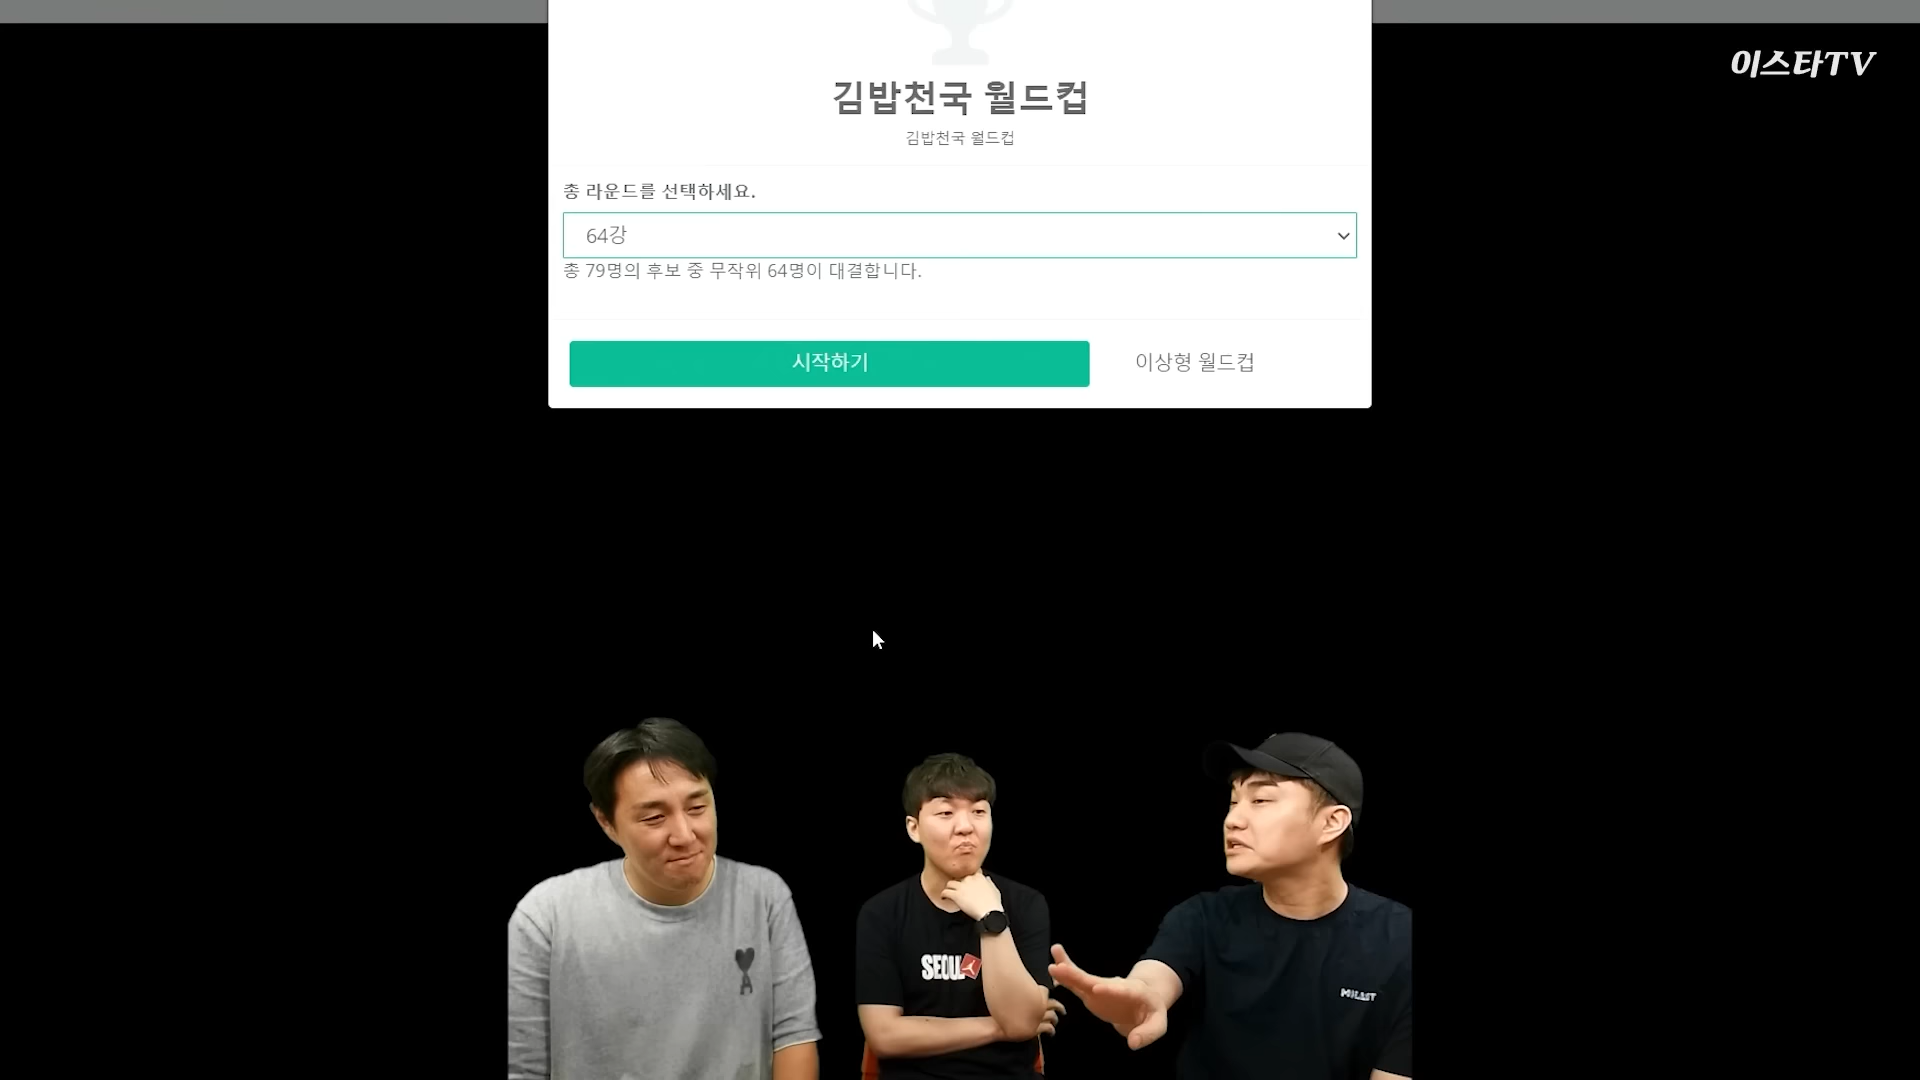 이스타TV
김밥천국 월드컵
김밥천국 월드컵
총 라운드를 선택하세요.
64강
총 79명의 후보 중 무작위 64명이 대결합니다.
시작하기
이상형 월드컵
SEOUL